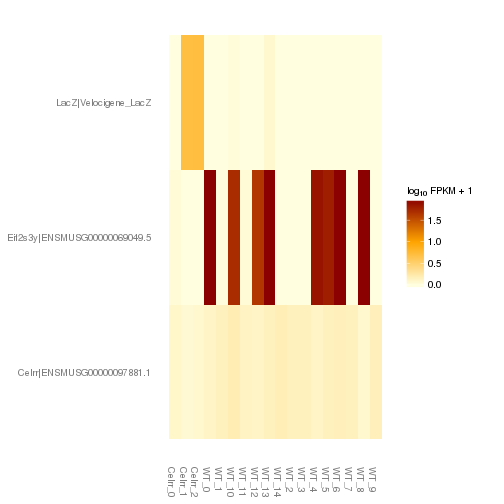 LacZ|Velocigene_LacZ
Eif2s3y|ENSMUSG00000069049.5
Celrr|ENSMUSG00000097881.1
log10 FPKM + 1
1.5
1.0
0.5
0.0
Celrr_0
Celrr_1
Celrr_2
WT_0
WT_1
WT_10
WT_11
WT_12
WT_13
WT_14
WT_2
WT_3
WT_4
WT_5
WT_6
WT_7
WT_8
WT_9